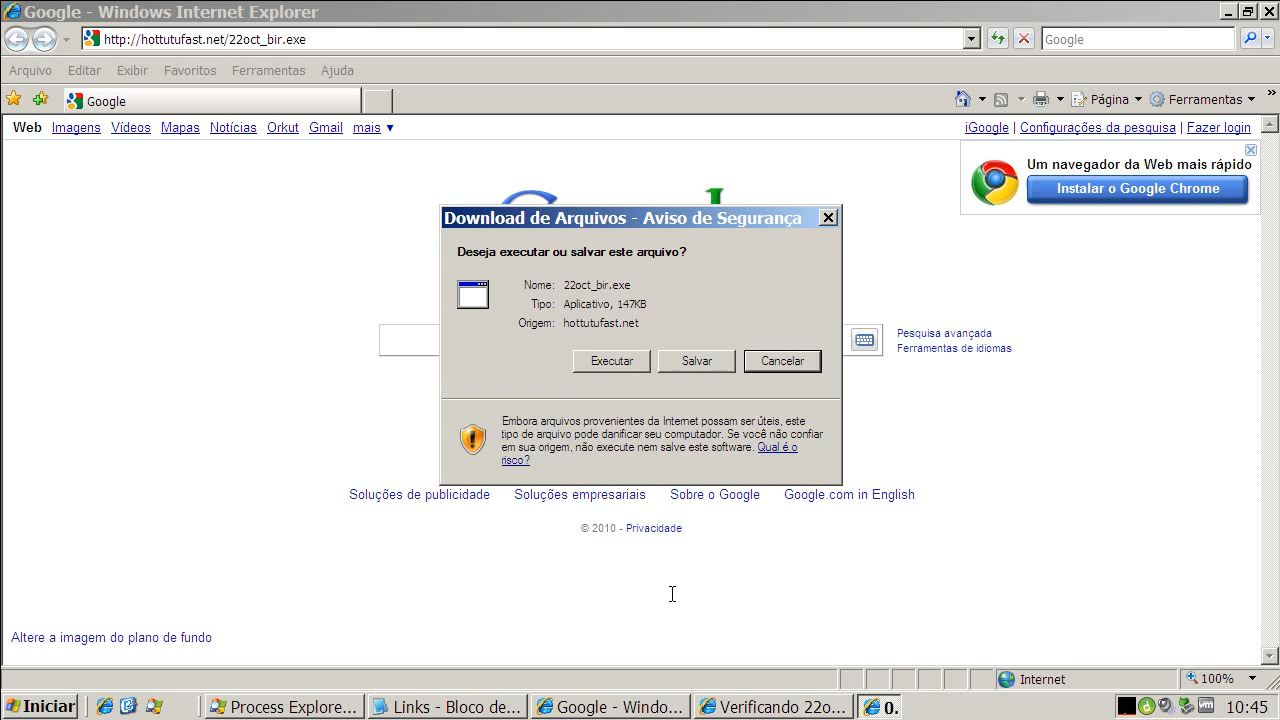 Google - Windows Internet Explorer
http://hottutufast.net/22oct_bir.exe
Google
Arquivo Editar Exibir Favoritos Ferramentas Ajuda
Google
Página Ferramentas
Web Imagens Vídeos Mapas Notícias Orkut Gmail mais ▼
iGoogle | Configurações da pesquisa | Fazer login
Um navegador da Web mais rápido
Instalar o Google Chrome
Download de Arquivos - Aviso de Segurança
Deseja executar ou salvar este arquivo?
Nome: 22oct_bir.exe
Tipo: Aplicativo, 147KB
Origem: hottutufast.net
Executar Salvar Cancelar
Embora arquivos provenientes da Internet possam ser úteis, este
tipo de arquivo pode danificar seu computador. Se você não confiar
em sua origem, não execute nem salve este software. Qual é o
risco?
Pesquisa avançada
Ferramentas de idiomas
Soluções de publicidade Soluções empresariais Sobre o Google Google.com in English
© 2010 - Privacidade
Altere a imagem do plano de fundo
Internet
100%
Iniciar
Process Explore...
Links - Bloco de...
Google - Windo...
Verificando 22o...
0.
10:45